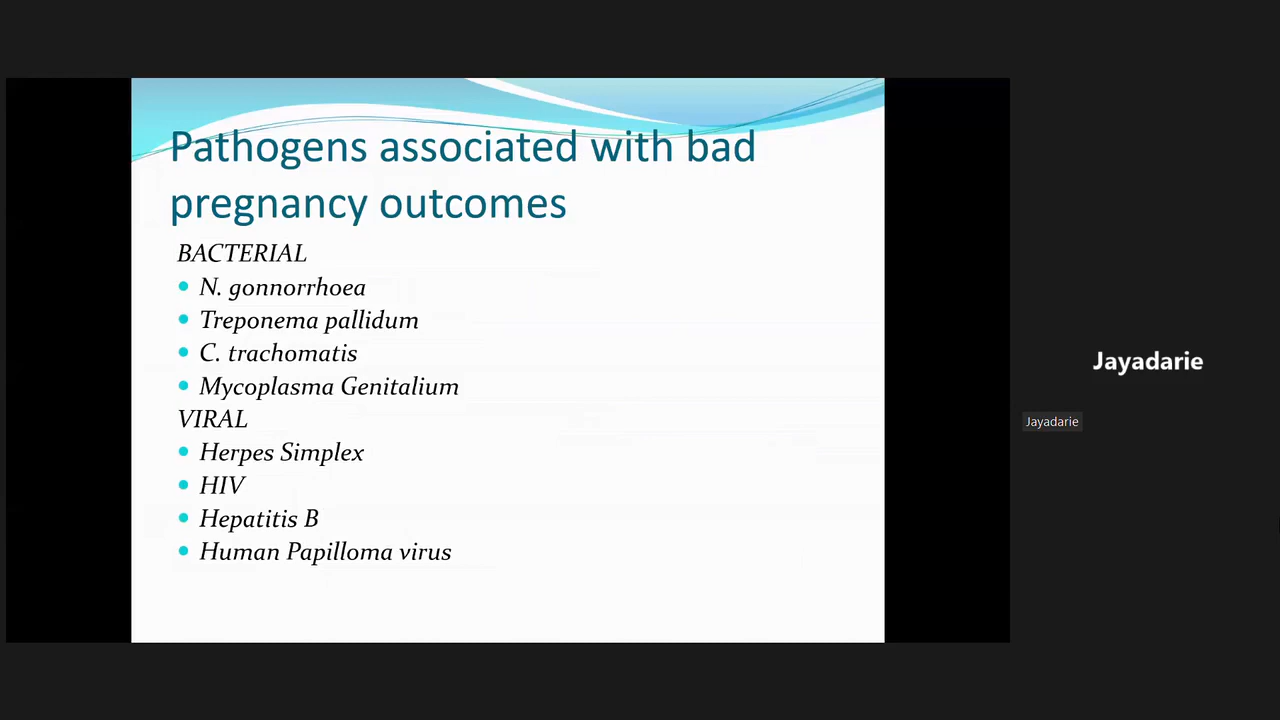 Pathogens associated with bad
pregnancy outcomes
BACTERIAL
N. gonnorrhoea
Treponema pallidum
C. trachomatis
Mycoplasma Genitalium
VIRAL
Herpes Simplex
HIV
Hepatitis B
Human Papilloma virus
Jayadarie
Jayadarie